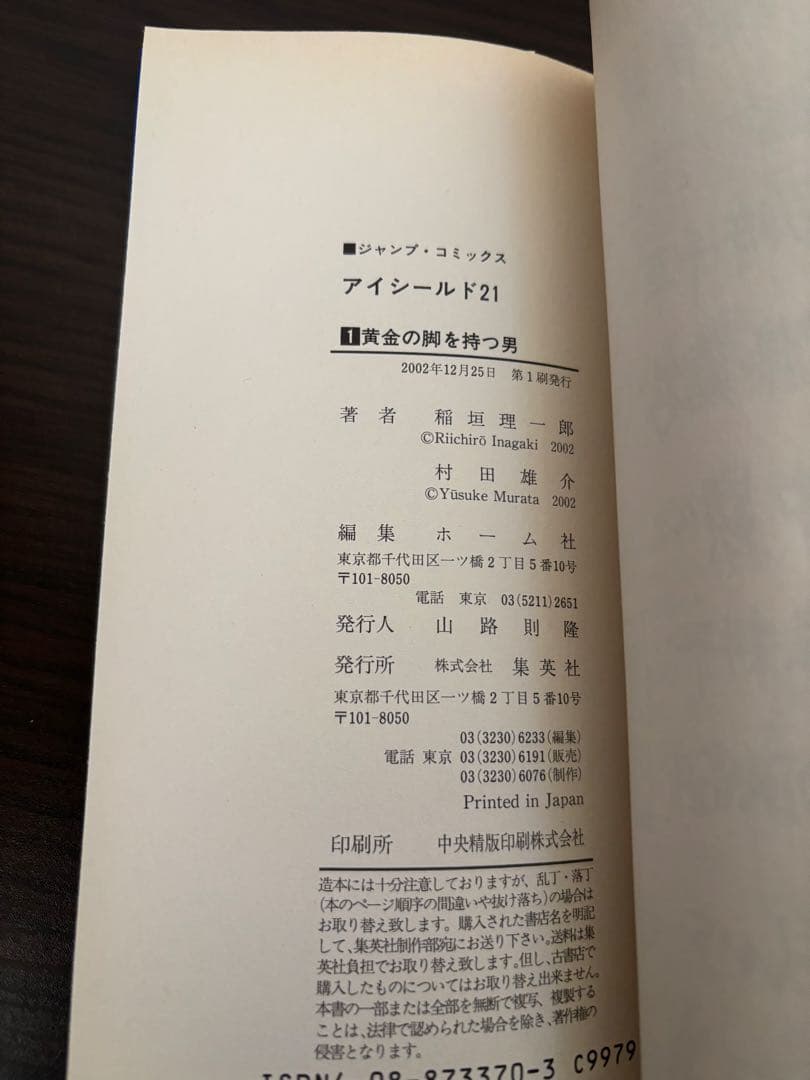 ■ジャンプ・コミックス
アイシールド21
1黄金の脚を持つ男
2002年12月25日 第1刷発行
著者 稲垣理一郎
©Riichirō Inagaki 2002
村田雄介
©Yūsuke Murata 2002
編集 ホーム社
東京都千代田区一ツ橋2丁目5番10号
〒101-8050
電話 東京 03(5211)2651
発行人 山路則隆
発行所 株式会社 集英社
東京都千代田区一ツ橋2丁目5番10号
〒101-8050
03(3230)6233(編集)
電話 東京 03(3230)6191(販売)
03(3230)6076(制作)
Printed in Japan
印刷所 中央精版印刷株式会社
造本には十分注意しておりますが、乱丁・落丁
(本のページ順序の間違いや抜け落ち)の場合は
お取り替え致します。購入された書店名を明記
して、集英社制作部宛にお送り下さい。送料は集
英社負担でお取り替え致します。但し、古書店で
購入したものについてはお取り替え出来ません。
本書の一部または全部を無断で複写、複製する
ことは、法律で認められた場合を除き、著作権の
侵害となります。
ISBN4-08-873370-3 C9979